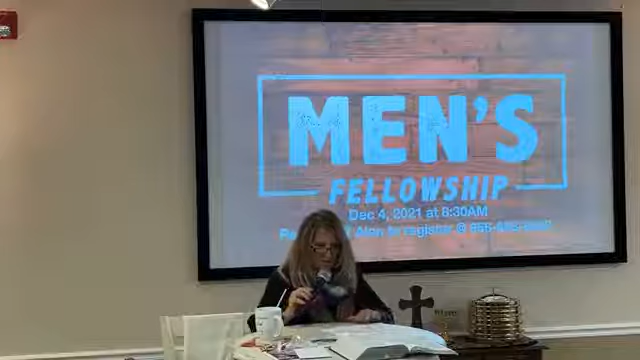 MEN'S
FELLOWSHIP
Dec 4, 2021 at 8:30AM
to register @